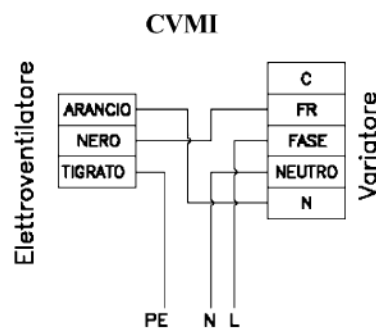 CVMI
Elettroventilatore
ARANCIO
NERO
TIGRATO
C
FR
FASE
NEUTRO
N
Variatore
PE N L